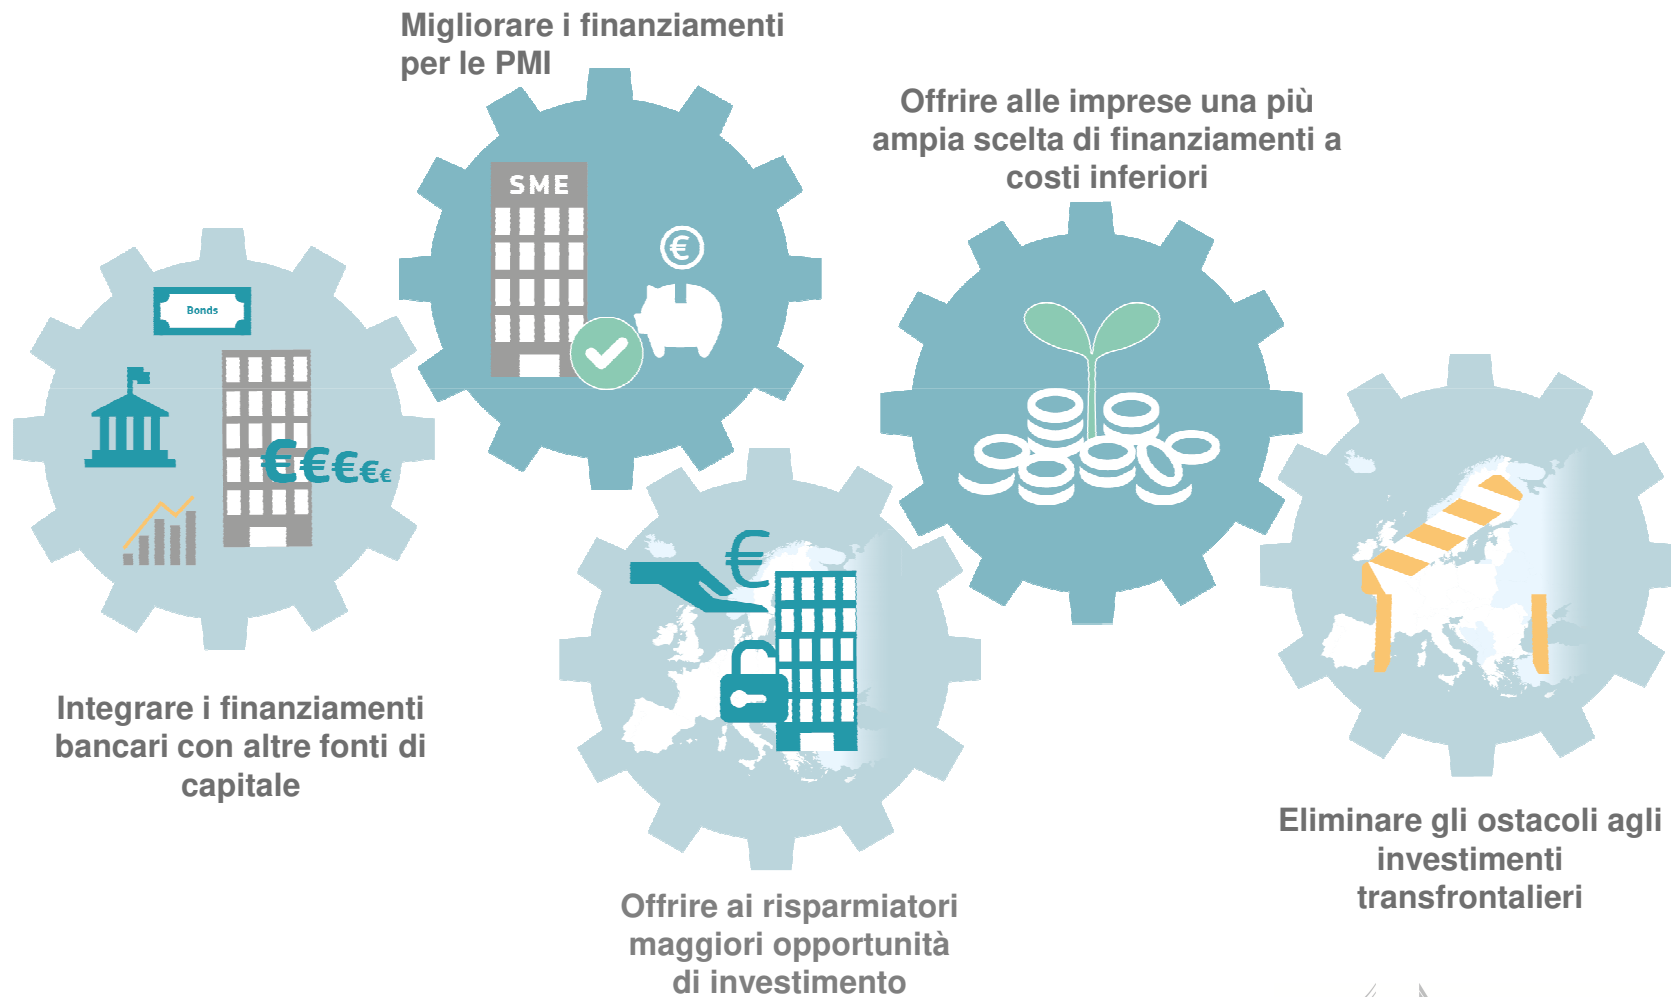 Migliorare i finanziamenti
per le PMI
Offrire alle imprese una più
ampia scelta di finanziamenti a
costi inferiori
SME
€
Bonds
€€€€€
€
Integrare i finanziamenti
bancari con altre fonti di
capitale
Offrire ai risparmiatori
maggiori opportunità
di investimento
Eliminare gli ostacoli agli
investimenti
transfrontalieri